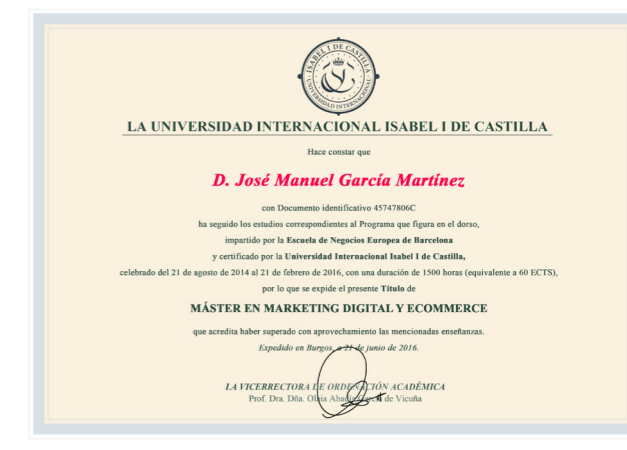 ISABEL I DE CASTILLA
UNIVERSIDAD INTERNACIONAL
LA UNIVERSIDAD INTERNACIONAL ISABEL I DE CASTILLA
Hace constar que
D. José Manuel García Martínez
con Documento identificativo 45747806C
ha seguido los estudios correspondientes al Programa que figura en el dorso,
impartido por la Escuela de Negocios Europea de Barcelona
y certificado por la Universidad Internacional Isabel I de Castilla,
celebrado del 21 de agosto de 2014 al 21 de febrero de 2016, con una duración de 1500 horas (equivalente a 60 ECTS),
por lo que se expide el presente Título de
MÁSTER EN MARKETING DIGITAL Y ECOMMERCE
que acredita haber superado con aprovechamiento las mencionadas enseñanzas.
Expedido en Burgos, a 21 de junio de 2016.
LA VICERRECTORA DE ORDENACIÓN ACADÉMICA
Prof. Dra. Dña. de Vicuña